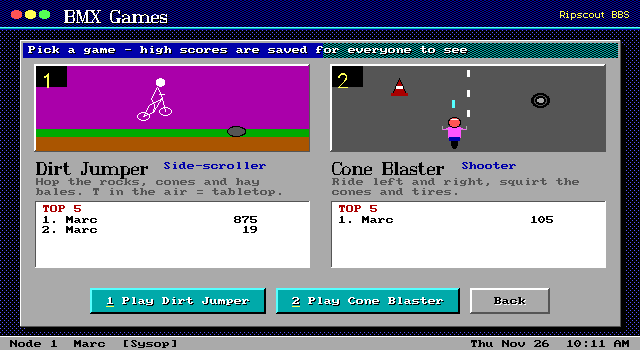 BMX Games
Ripscout BBS
Pick a game - high scores are saved for everyone to see
1
2
Dirt Jumper Side-scroller
Hop the rocks, cones and hay
bales. T in the air = tabletop.
TOP 5
1. Marc 875
2. Marc 19
Cone Blaster Shooter
Ride left and right, squirt the
cones and tires.
TOP 5
1. Marc 105
1 Play Dirt Jumper
2 Play Cone Blaster
Back
Node 1 Marc [Sysop] Thu Nov 26 10:11 AM